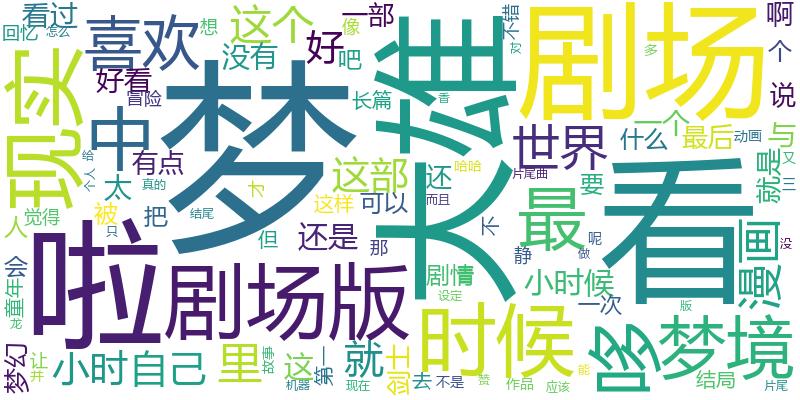 看过
喜欢
这个
一部
不错
剧场
啊
回忆
怎么
想
没有
好
像
对
多
个
吧
大雄
好看
说
现实
冒险
长篇
梦
中
香
世界
一个
最后
动画
与
什么
邰
有点
这部
还
哈哈
片尾曲
就是
又
个人
真的
太
才
要
看
三
人
觉得
被
把
结尾
这样
可以
而且
最
只
但
还是
那
不
呢
漫画
没
会
啦
静
做
童年
剧场版
剧情
小时候
龙
设定
一次
版
梦幻
让
小时
自己
里
故事
这
第一
就
时候
哆
梦境
井
机器
现在
剑士
去
不是
赞
作品
应该
能
结局
片尾